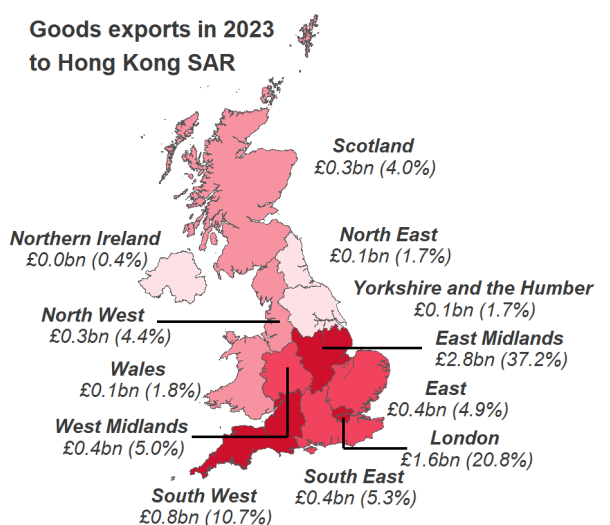 Goods exports in 2023
to Hong Kong SAR
Scotland
£0.3bn (4.0%)
Northern Ireland
£0.0bn (0.4%)
North East
£0.1bn (1.7%)
Yorkshire and the Humber
£0.1bn (1.7%)
North West
£0.3bn (4.4%)
East Midlands
£2.8bn (37.2%)
Wales
£0.1bn (1.8%)
East
£0.4bn (4.9%)
West Midlands
£0.4bn (5.0%)
London
£1.6bn (20.8%)
South East
£0.4bn (5.3%)
South West
£0.8bn (10.7%)